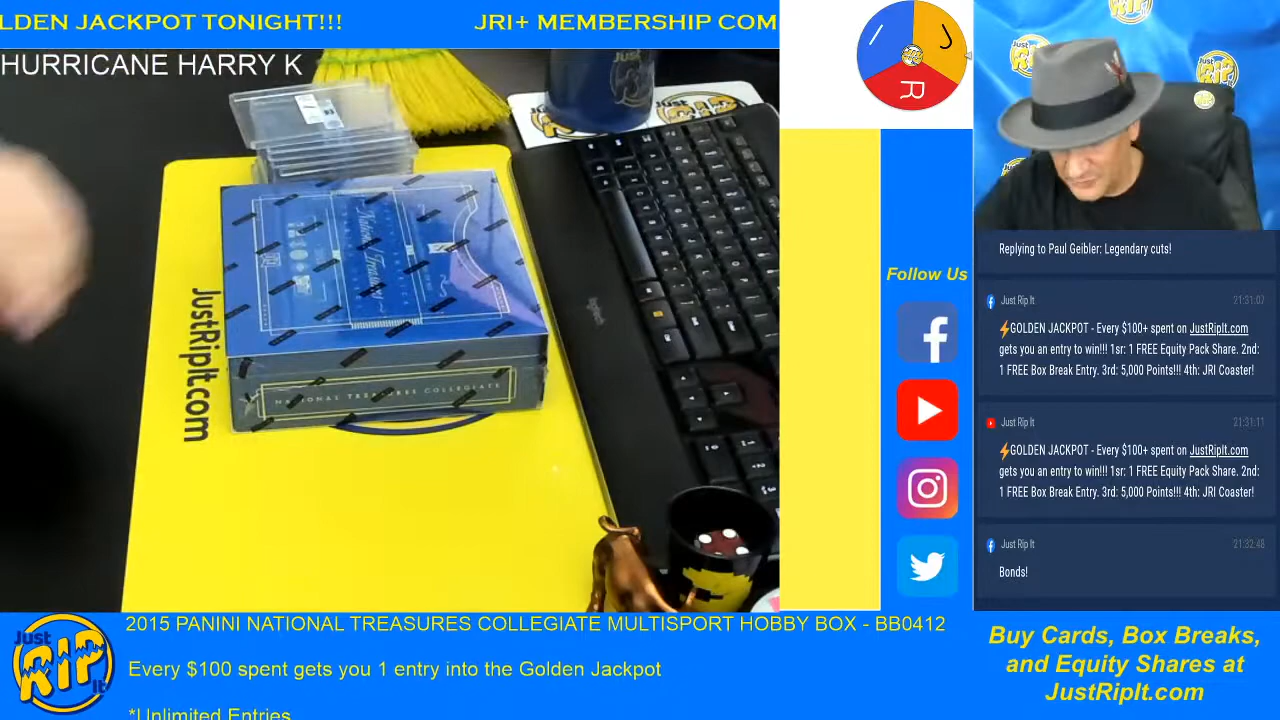 LDEN JACKPOT TONIGHT!!!
JRI+ MEMBERSHIP COM
HURRICANE HARRY K
J
I
R
National Treasures
NATIONAL TREASURES COLLEGIATE
JustRipIt.com
Follow Us
Replying to Paul Geibler: Legendary cuts!
Just Rip It
21:31:07
⚡GOLDEN JACKPOT - Every $100+ spent on JustRipIt.com
gets you an entry to win!!! 1sr: 1 FREE Equity Pack Share. 2nd:
1 FREE Box Break Entry. 3rd: 5,000 Points!!! 4th: JRI Coaster!
Just Rip It
21:31:11
⚡GOLDEN JACKPOT - Every $100+ spent on JustRipIt.com
gets you an entry to win!!! 1sr: 1 FREE Equity Pack Share. 2nd:
1 FREE Box Break Entry. 3rd: 5,000 Points!!! 4th: JRI Coaster!
Just Rip It
21:32:48
Bonds!
Just
RIP
It
2015 PANINI NATIONAL TREASURES COLLEGIATE MULTISPORT HOBBY BOX - BB0412
Every $100 spent gets you 1 entry into the Golden Jackpot
*Unlimited Entries
Buy Cards, Box Breaks,
and Equity Shares at
JustRipIt.com